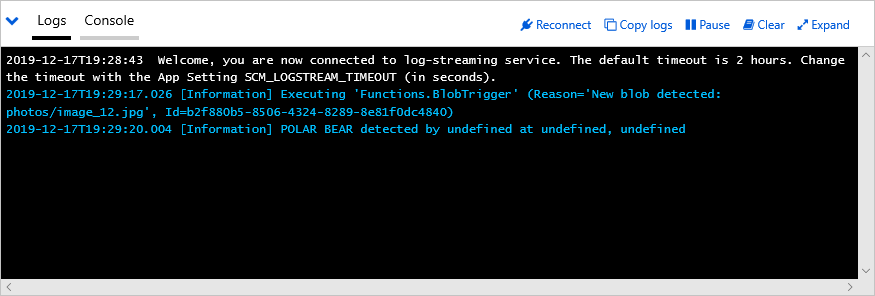 Logs Console Reconnect Copy logs Pause Clear Expand
2019-12-17T19:28:43  Welcome, you are now connected to log-streaming service. The default timeout is 2 hours. Change
the timeout with the App Setting SCM_LOGSTREAM_TIMEOUT (in seconds).
2019-12-17T19:29:17.026 [Information] Executing 'Functions.BlobTrigger' (Reason='New blob detected:
photos/image_12.jpg', Id=b2f880b5-8506-4324-8289-8e81f0dc4840)
2019-12-17T19:29:20.004 [Information] POLAR BEAR detected by undefined at undefined, undefined